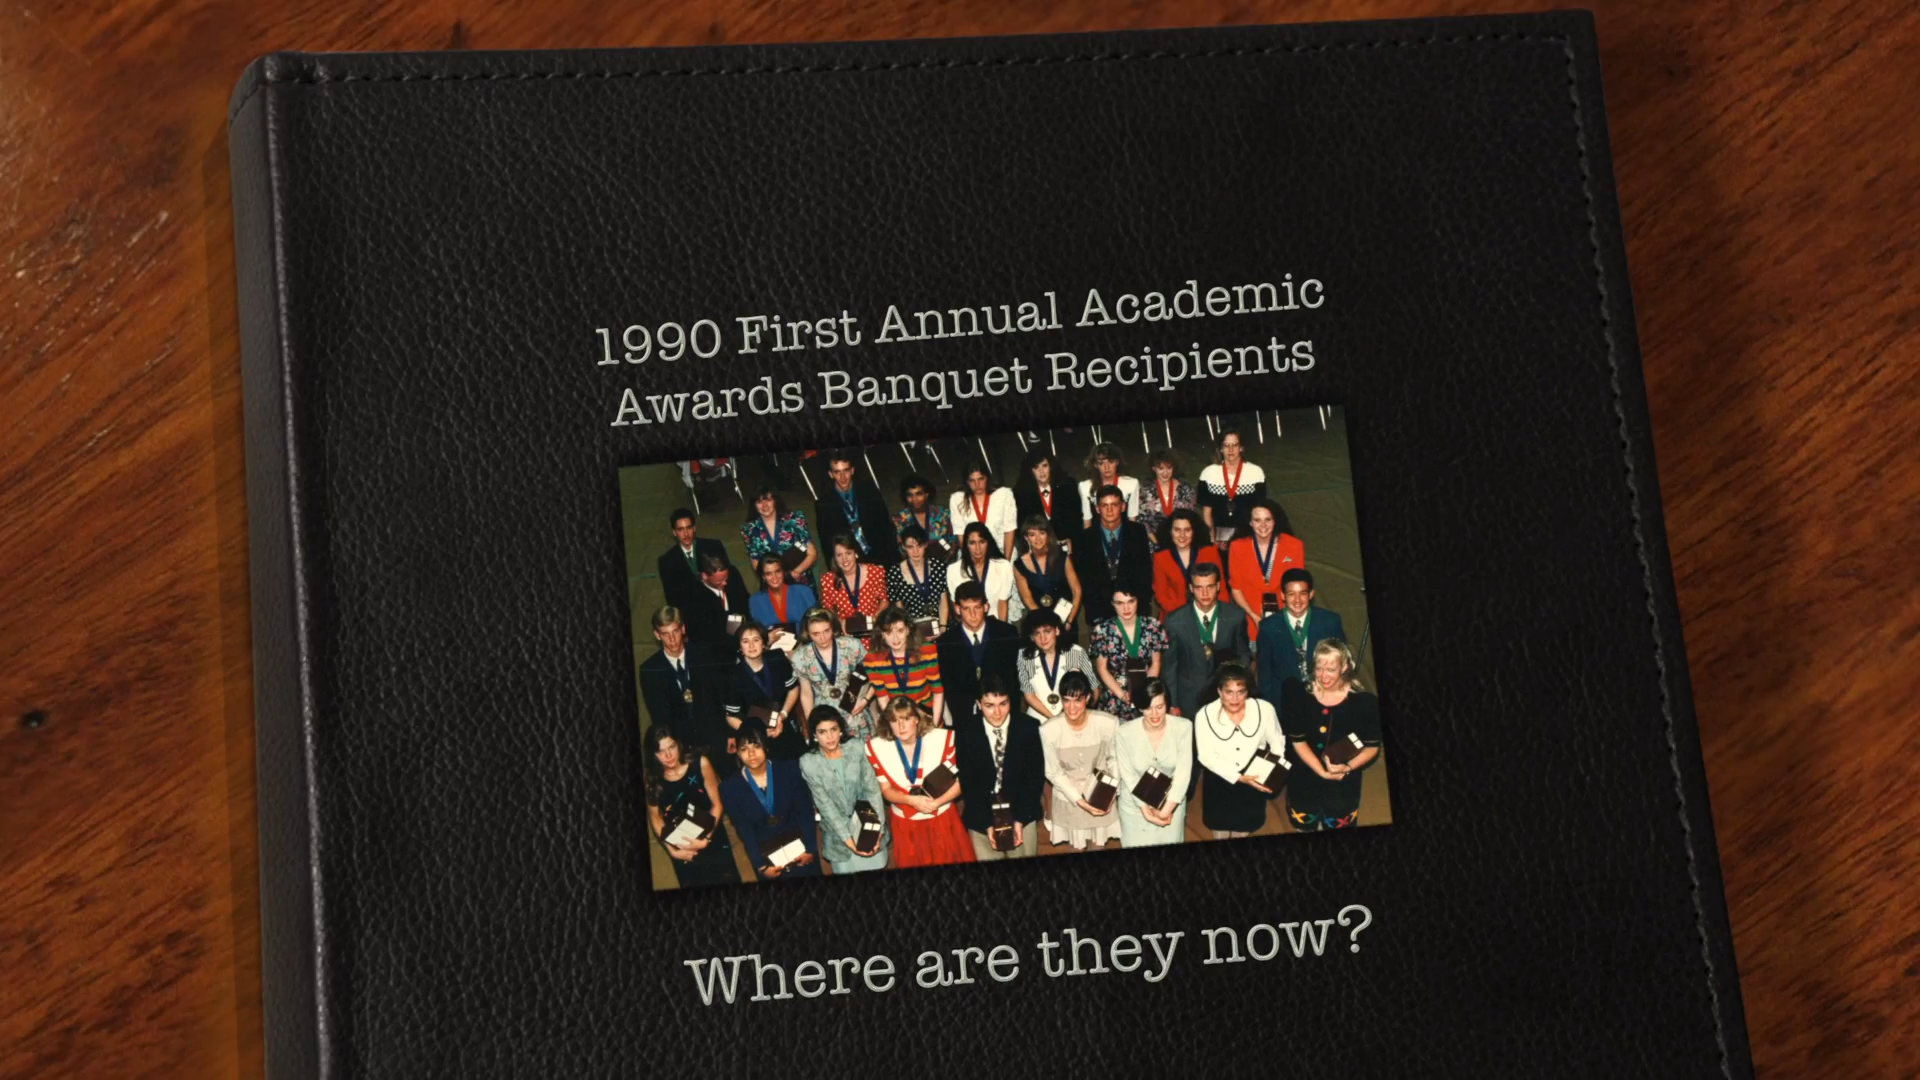 1990 First Annual Academic
Awards Banquet Recipients
Where are they now?